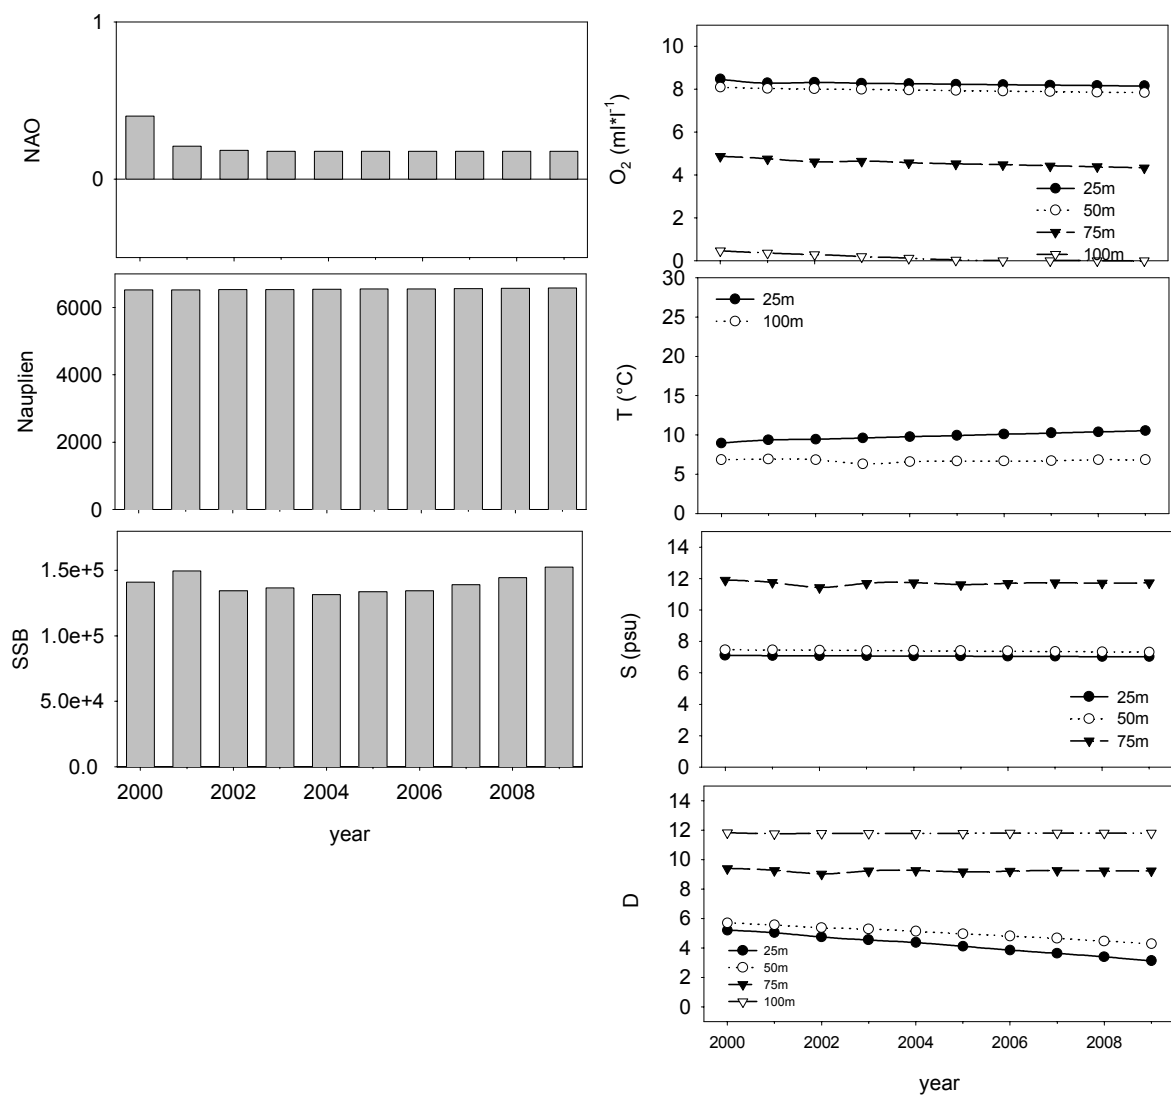 1
0
NAO
6000
4000
2000
0
Nauplien
1.5e+5
1.0e+5
5.0e+4
0.0
SSB
2000 2002 2004 2006 2008
year
10
8
6
4
2
0
O2 (ml*l-1)
25m
50m
75m
100m
30
25
20
15
10
5
0
T (°C)
25m
100m
14
12
10
8
6
4
2
0
S (psu)
25m
50m
75m
14
12
10
8
6
4
2
0
D
25m
50m
75m
100m
2000 2002 2004 2006 2008
year